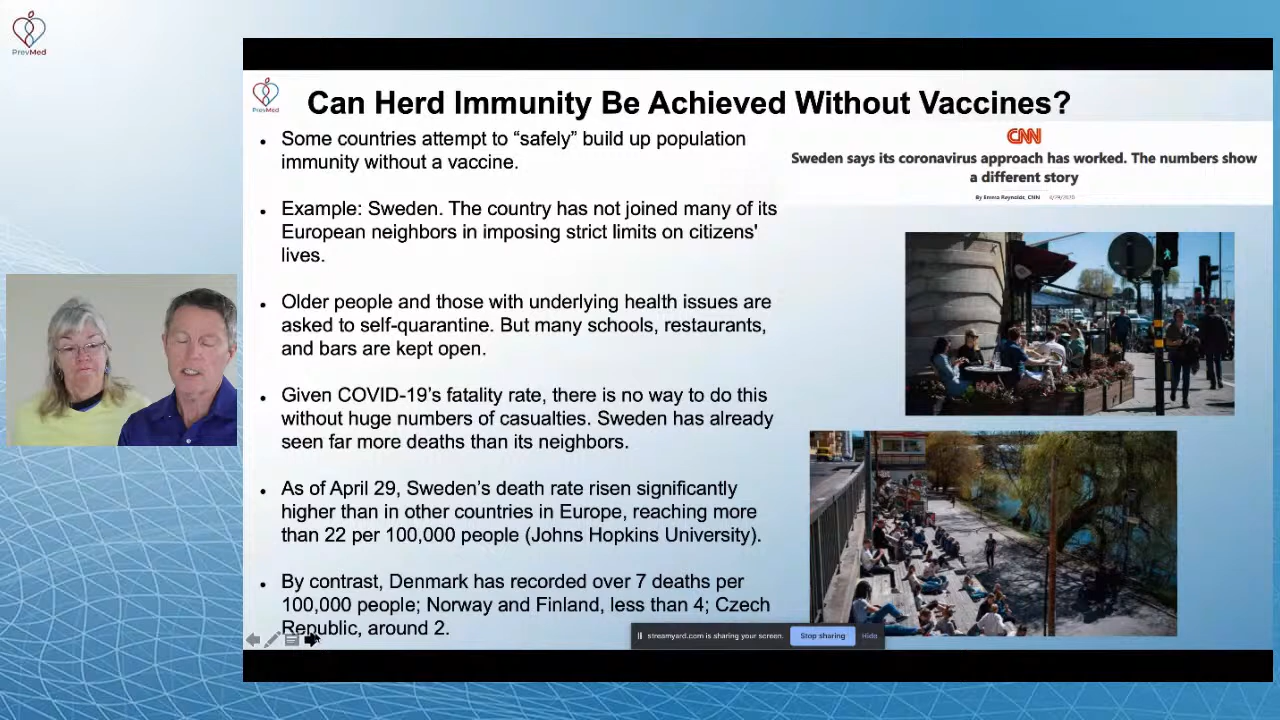 PrevMed
PrevMed
Can Herd Immunity Be Achieved Without Vaccines?
• Some countries attempt to “safely” build up population
immunity without a vaccine.
• Example: Sweden. The country has not joined many of its
European neighbors in imposing strict limits on citizens'
lives.
• Older people and those with underlying health issues are
asked to self-quarantine. But many schools, restaurants,
and bars are kept open.
• Given COVID-19’s fatality rate, there is no way to do this
without huge numbers of casualties. Sweden has already
seen far more deaths than its neighbors.
• As of April 29, Sweden’s death rate risen significantly
higher than in other countries in Europe, reaching more
than 22 per 100,000 people (Johns Hopkins University).
• By contrast, Denmark has recorded over 7 deaths per
100,000 people; Norway and Finland, less than 4; Czech
Republic, around 2.
CNN
Sweden says its coronavirus approach has worked. The numbers show
a different story
By Emma Reynolds, CNN
streamyard.com is sharing your screen.
Stop sharing
Hide